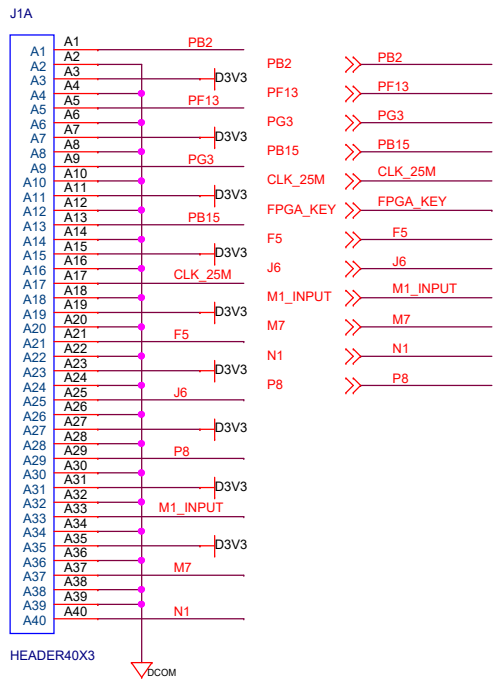 J1A
A1 A1 PB2
A2 A2
A3 A3 D3V3
A4 A4
A5 A5 PF13
A6 A6
A7 A7 D3V3
A8 A8
A9 A9 PG3
A10 A10
A11 A11 D3V3
A12 A12
A13 A13 PB15
A14 A14
A15 A15 D3V3
A16 A16
A17 A17 CLK_25M
A18 A18
A19 A19 D3V3
A20 A20
A21 A21 F5
A22 A22
A23 A23 D3V3
A24 A24
A25 A25 J6
A26 A26
A27 A27 D3V3
A28 A28
A29 A29 P8
A30 A30
A31 A31 D3V3
A32 A32
A33 A33 M1_INPUT
A34 A34
A35 A35 D3V3
A36 A36
A37 A37 M7
A38 A38
A39 A39
A40 A40 N1
HEADER40X3
DCOM
PB2 PB2
PF13 PF13
PG3 PG3
PB15 PB15
CLK_25M CLK_25M
FPGA_KEY FPGA_KEY
F5 F5
J6 J6
M1_INPUT M1_INPUT
M7 M7
N1 N1
P8 P8